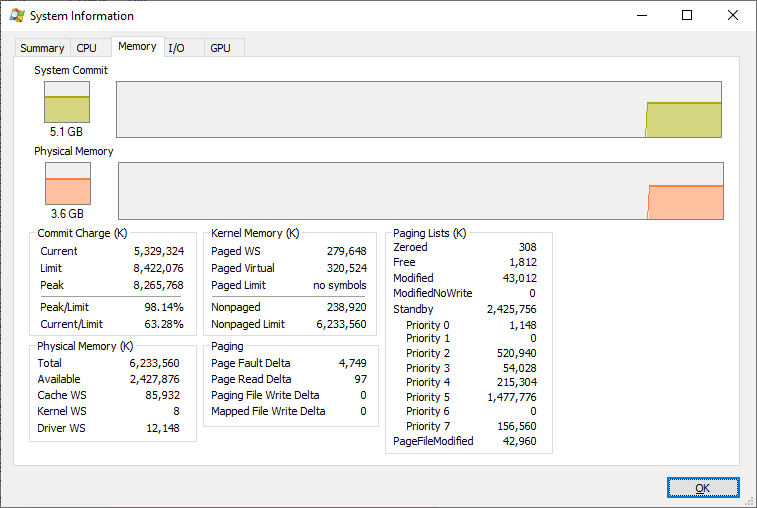 System Information
Summary CPU Memory I/O GPU
System Commit
5.1 GB
Physical Memory
3.6 GB
Commit Charge (K)
Current 5,329,324
Limit 8,422,076
Peak 8,265,768
Peak/Limit 98.14%
Current/Limit 63.28%
Physical Memory (K)
Total 6,233,560
Available 2,427,876
Cache WS 85,932
Kernel WS 8
Driver WS 12,148
Kernel Memory (K)
Paged WS 279,648
Paged Virtual 320,524
Paged Limit no symbols
Nonpaged 238,920
Nonpaged Limit 6,233,560
Paging
Page Fault Delta 4,749
Page Read Delta 97
Paging File Write Delta 0
Mapped File Write Delta 0
Paging Lists (K)
Zeroed 308
Free 1,812
Modified 43,012
ModifiedNoWrite 0
Standby 2,425,756
Priority 0 1,148
Priority 1 0
Priority 2 520,940
Priority 3 54,028
Priority 4 215,304
Priority 5 1,477,776
Priority 6 0
Priority 7 156,560
PageFileModified 42,960
OK